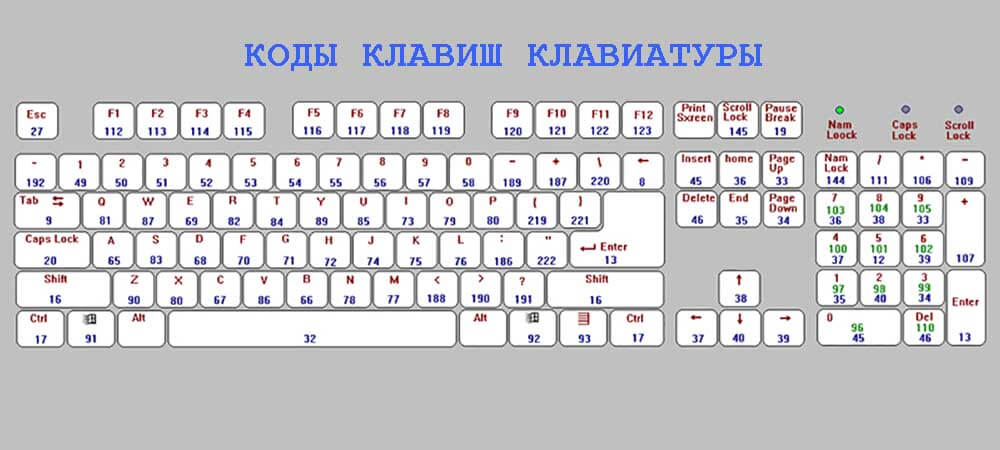 КОДЫ КЛАВИШ КЛАВИАТУРЫ
Esc F1 F2 F3 F4 F5 F6 F7 F8 F9 F10 F11 F12 Print Sxreen Scroll Lock Pause Break
27 112 113 114 115 116 117 118 119 120 121 122 123 145 19
Nam Loock Caps Lock Scroll Lock
- 1 2 3 4 5 6 7 8 9 0 - + \ ← Insert home Page Up Nam Lock / * -
192 49 50 51 52 53 54 55 56 57 58 189 187 220 8 45 36 33 144 111 106 109
Tab Q W E R T Y U I O P { } Delete End Page Down 7 8 9 +
103 104 105
9 81 87 69 82 84 89 85 73 79 80 219 221 46 35 34 36 38 33
Caps Lock A S D F G H J K L : " ↵ Enter 4 5 6
100 101 102
20 65 83 68 70 71 72 74 75 76 186 222 13 37 12 39 107
Shift Z X C V B N M < > ? Shift ↑ 1 2 3 Enter
97 98 99
16 90 80 67 86 66 78 77 188 190 191 16 38 35 40 34
Ctrl Alt Alt Ctrl ← ↓ → 0 Del
96 110
17 91 32 92 93 17 37 40 39 45 46 13